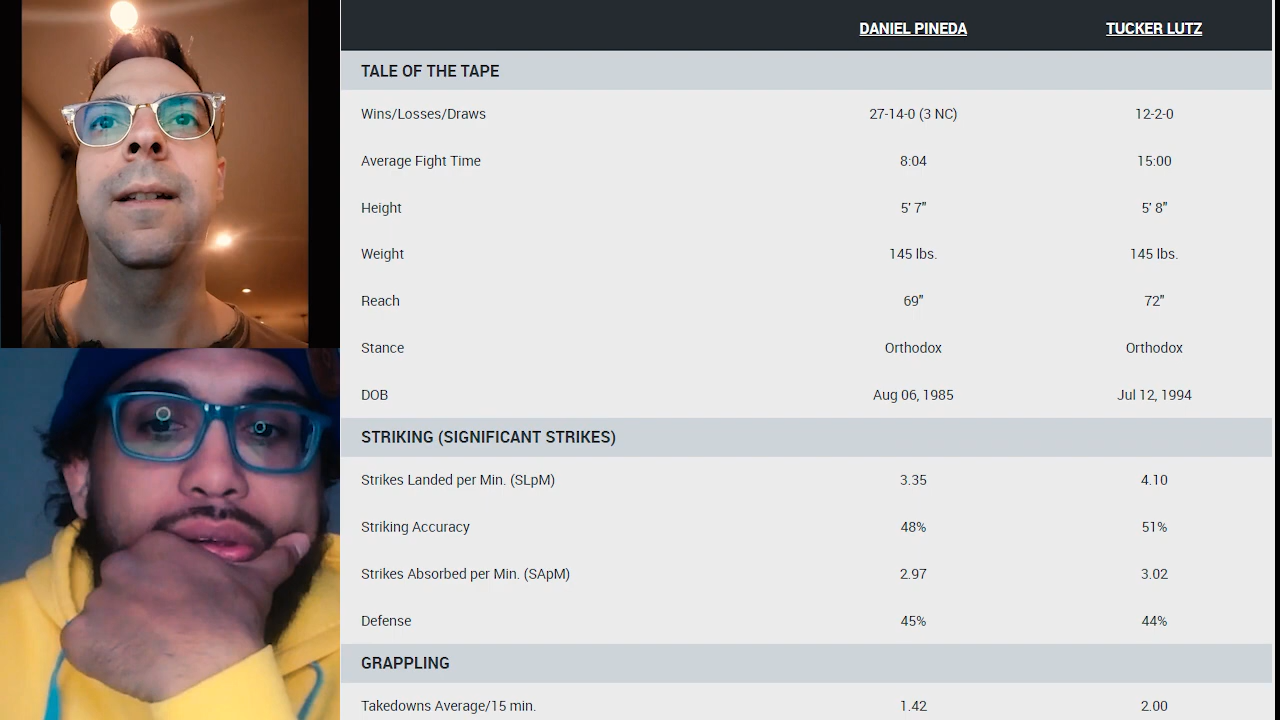 DANIEL PINEDA TUCKER LUTZ
TALE OF THE TAPE
Wins/Losses/Draws 27-14-0 (3 NC) 12-2-0
Average Fight Time 8:04 15:00
Height 5' 7" 5' 8"
Weight 145 lbs. 145 lbs.
Reach 69" 72"
Stance Orthodox Orthodox
DOB Aug 06, 1985 Jul 12, 1994
STRIKING (SIGNIFICANT STRIKES)
Strikes Landed per Min. (SLpM) 3.35 4.10
Striking Accuracy 48% 51%
Strikes Absorbed per Min. (SApM) 2.97 3.02
Defense 45% 44%
GRAPPLING
Takedowns Average/15 min. 1.42 2.00